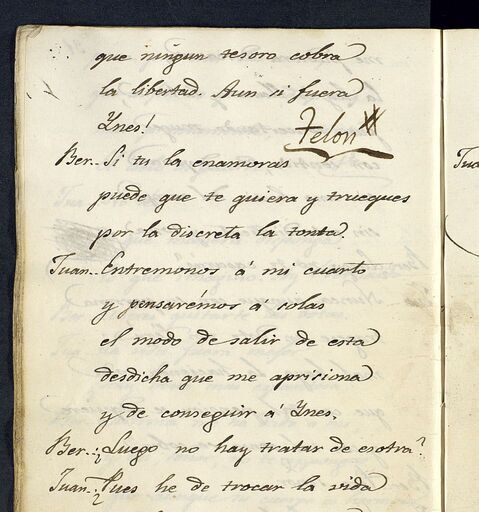 que ningun tesoro cobra
la libertad. Aun si fuera
Ynes!
Telon
Ber.. Si tu la enamoras
puede que te quiera y trueques
por la discreta la tonta.
Juan.. Entremonos á mi cuarto
y pensarémos á solas
el modo de salir de esta
desdicha que me aprisiona
y de conseguir á Ynes.
Ber.. ¿Luego no hay tratar de esotra?
Juan.. ¿Pues he de trocar la vida